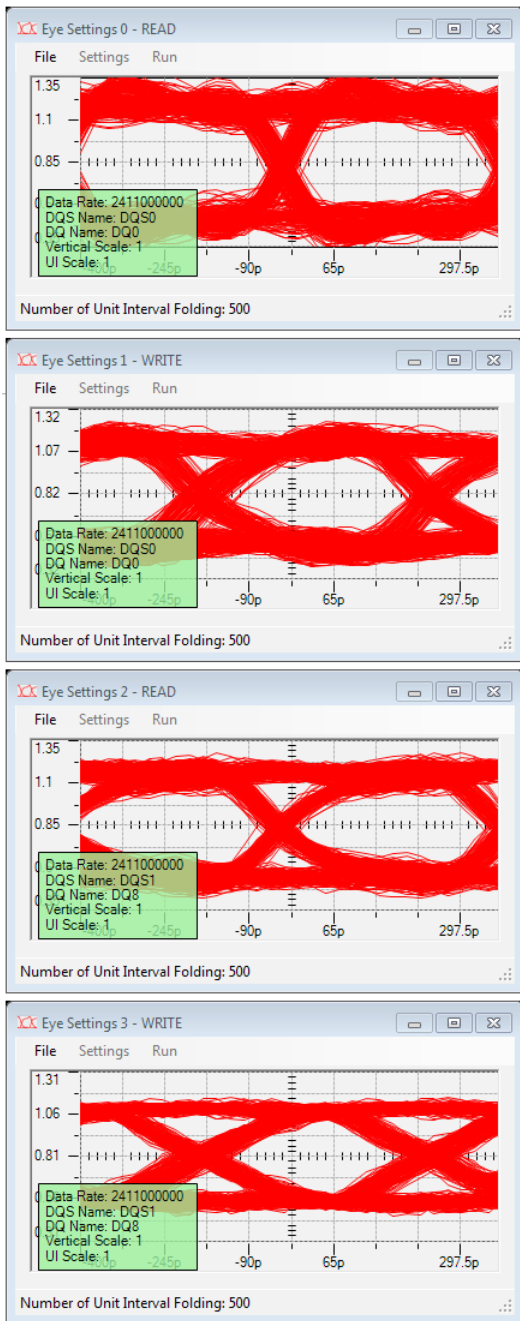 Eye Settings 0 - READ
File Settings Run
1.35
1.1
0.85
Data Rate: 2411000000
DQS Name: DQS0
DQ Name: DQ0
Vertical Scale: 1
UI Scale: 1
-400p -245p -90p 65p 297.5p
Number of Unit Interval Folding: 500
Eye Settings 1 - WRITE
File Settings Run
1.32
1.07
0.82
Data Rate: 2411000000
DQS Name: DQS0
DQ Name: DQ0
Vertical Scale: 1
UI Scale: 1
-400p -245p -90p 65p 297.5p
Number of Unit Interval Folding: 500
Eye Settings 2 - READ
File Settings Run
1.35
1.1
0.85
Data Rate: 2411000000
DQS Name: DQS1
DQ Name: DQ8
Vertical Scale: 1
UI Scale: 1
-400p -245p -90p 65p 297.5p
Number of Unit Interval Folding: 500
Eye Settings 3 - WRITE
File Settings Run
1.31
1.06
0.81
Data Rate: 2411000000
DQS Name: DQS1
DQ Name: DQ8
Vertical Scale: 1
UI Scale: 1
-400p -245p -90p 65p 297.5p
Number of Unit Interval Folding: 500